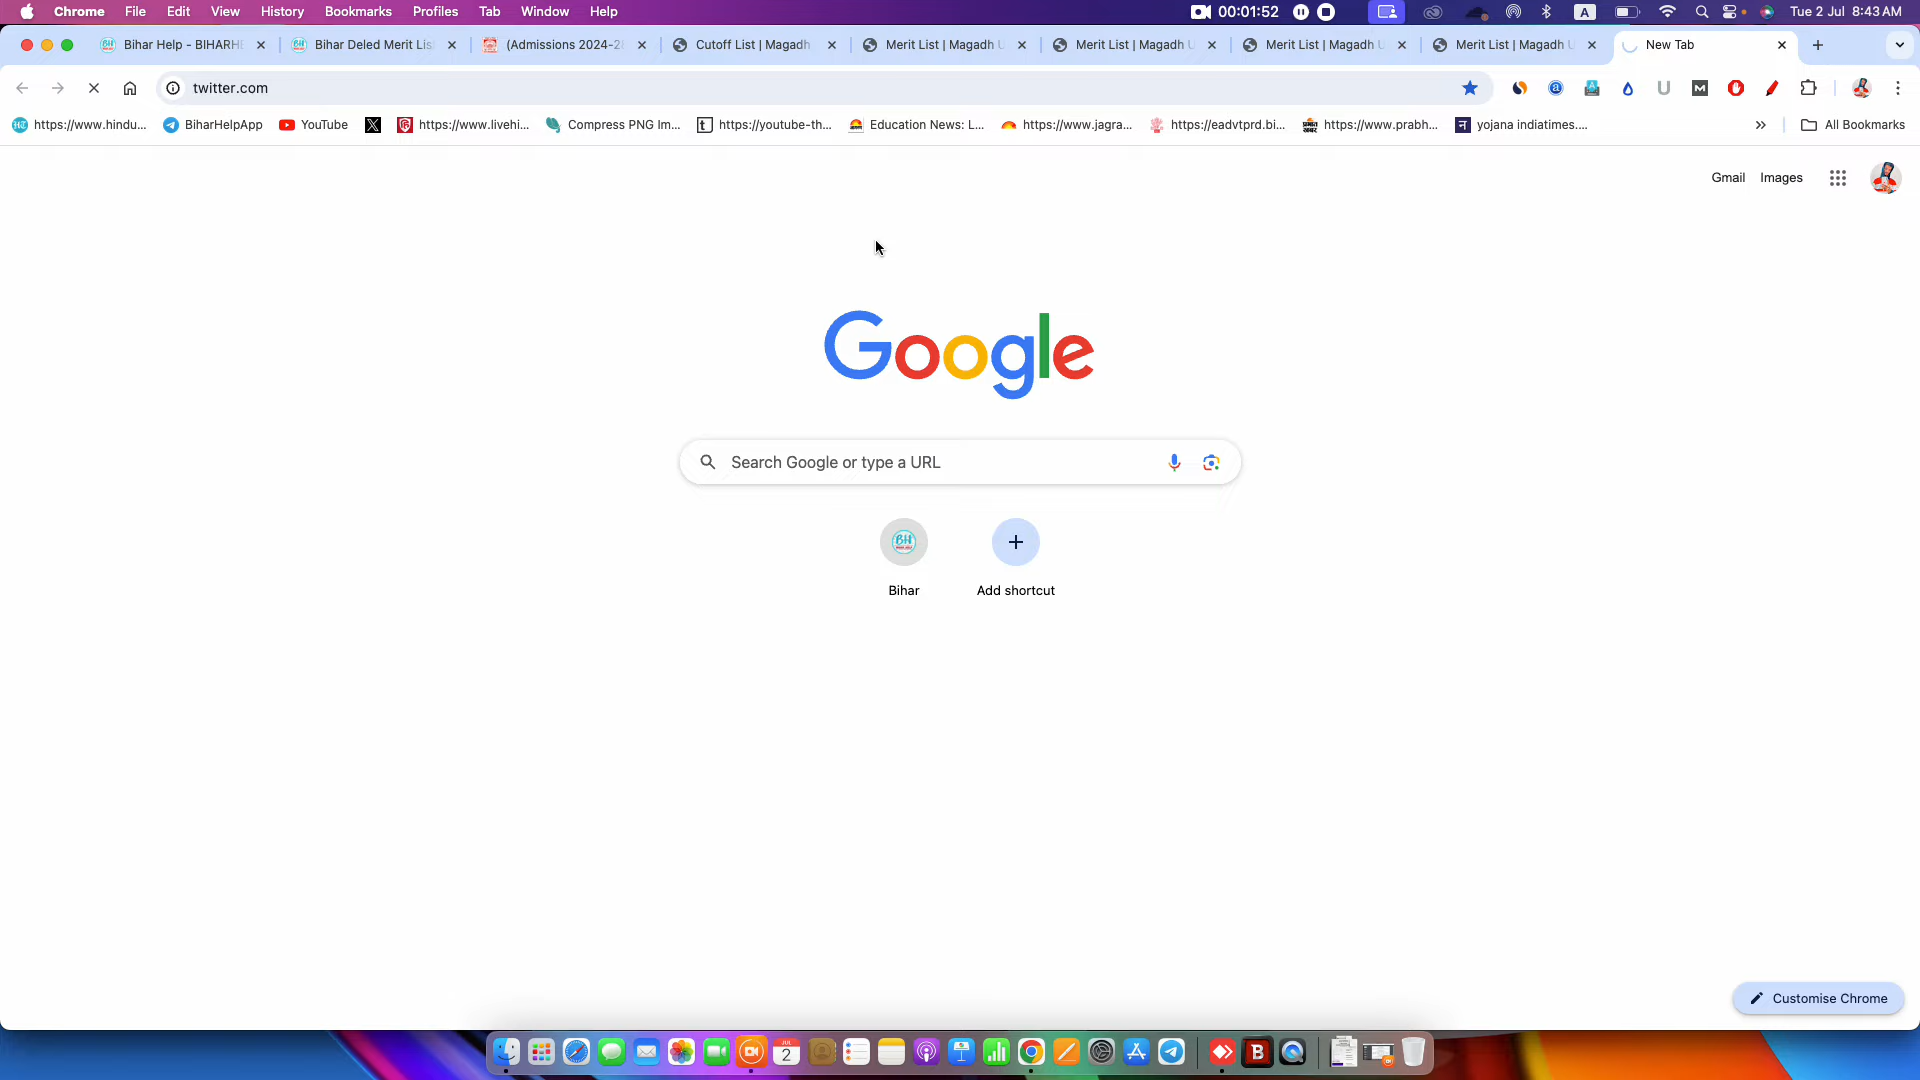 Chrome File Edit View History Bookmarks Profiles Tab Window Help 00:01:52 A Tue 2 Jul 8:43 AM
Bihar Help - BIHARHE Bihar Deled Merit Lis (Admissions 2024-2 Cutoff List | Magadh Merit List | Magadh U Merit List | Magadh U Merit List | Magadh U Merit List | Magadh U New Tab
twitter.com
https://www.hindu... BiharHelpApp YouTube https://www.livehi... Compress PNG Im... https://youtube-th... Education News: L... https://www.jagra... https://eadvtprd.bi... https://www.prabh... yojana indiatimes.... All Bookmarks
Gmail Images
Google
Search Google or type a URL
BH
Bihar Add shortcut
Customise Chrome
JUL
2